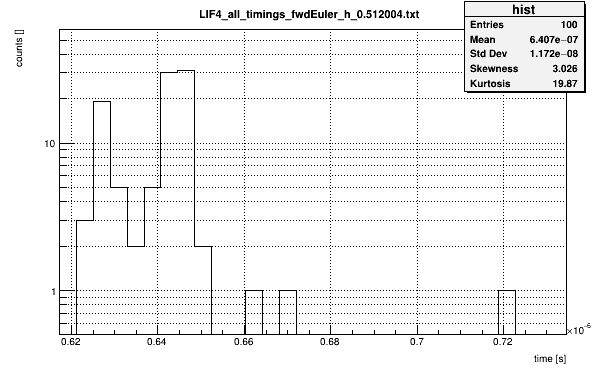 LIF4_all_timings_fwdEuler_h_0.512004.txt
hist
Entries 100
Mean 6.407e−07
Std Dev 1.172e−08
Skewness 3.026
Kurtosis 19.87
counts []
10
1
0.62 0.64 0.66 0.68 0.7 0.72
×10⁻⁶
time [s]